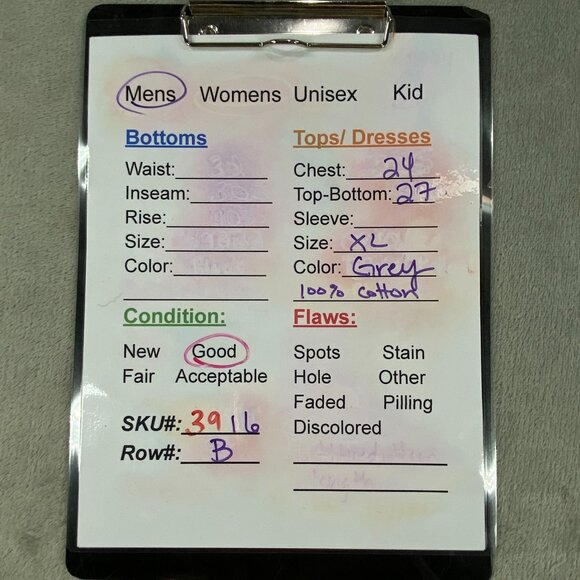 Mens Womens Unisex Kid
Bottoms
Waist:
Inseam:
Rise:
Size:
Color:
Tops/ Dresses
Chest: 24
Top-Bottom: 27
Sleeve:
Size: XL
Color: Grey
100% cotton
Condition:
New Good
Fair Acceptable
SKU#: 3916
Row#: B
Flaws:
Spots Stain
Hole Other
Faded Pilling
Discolored